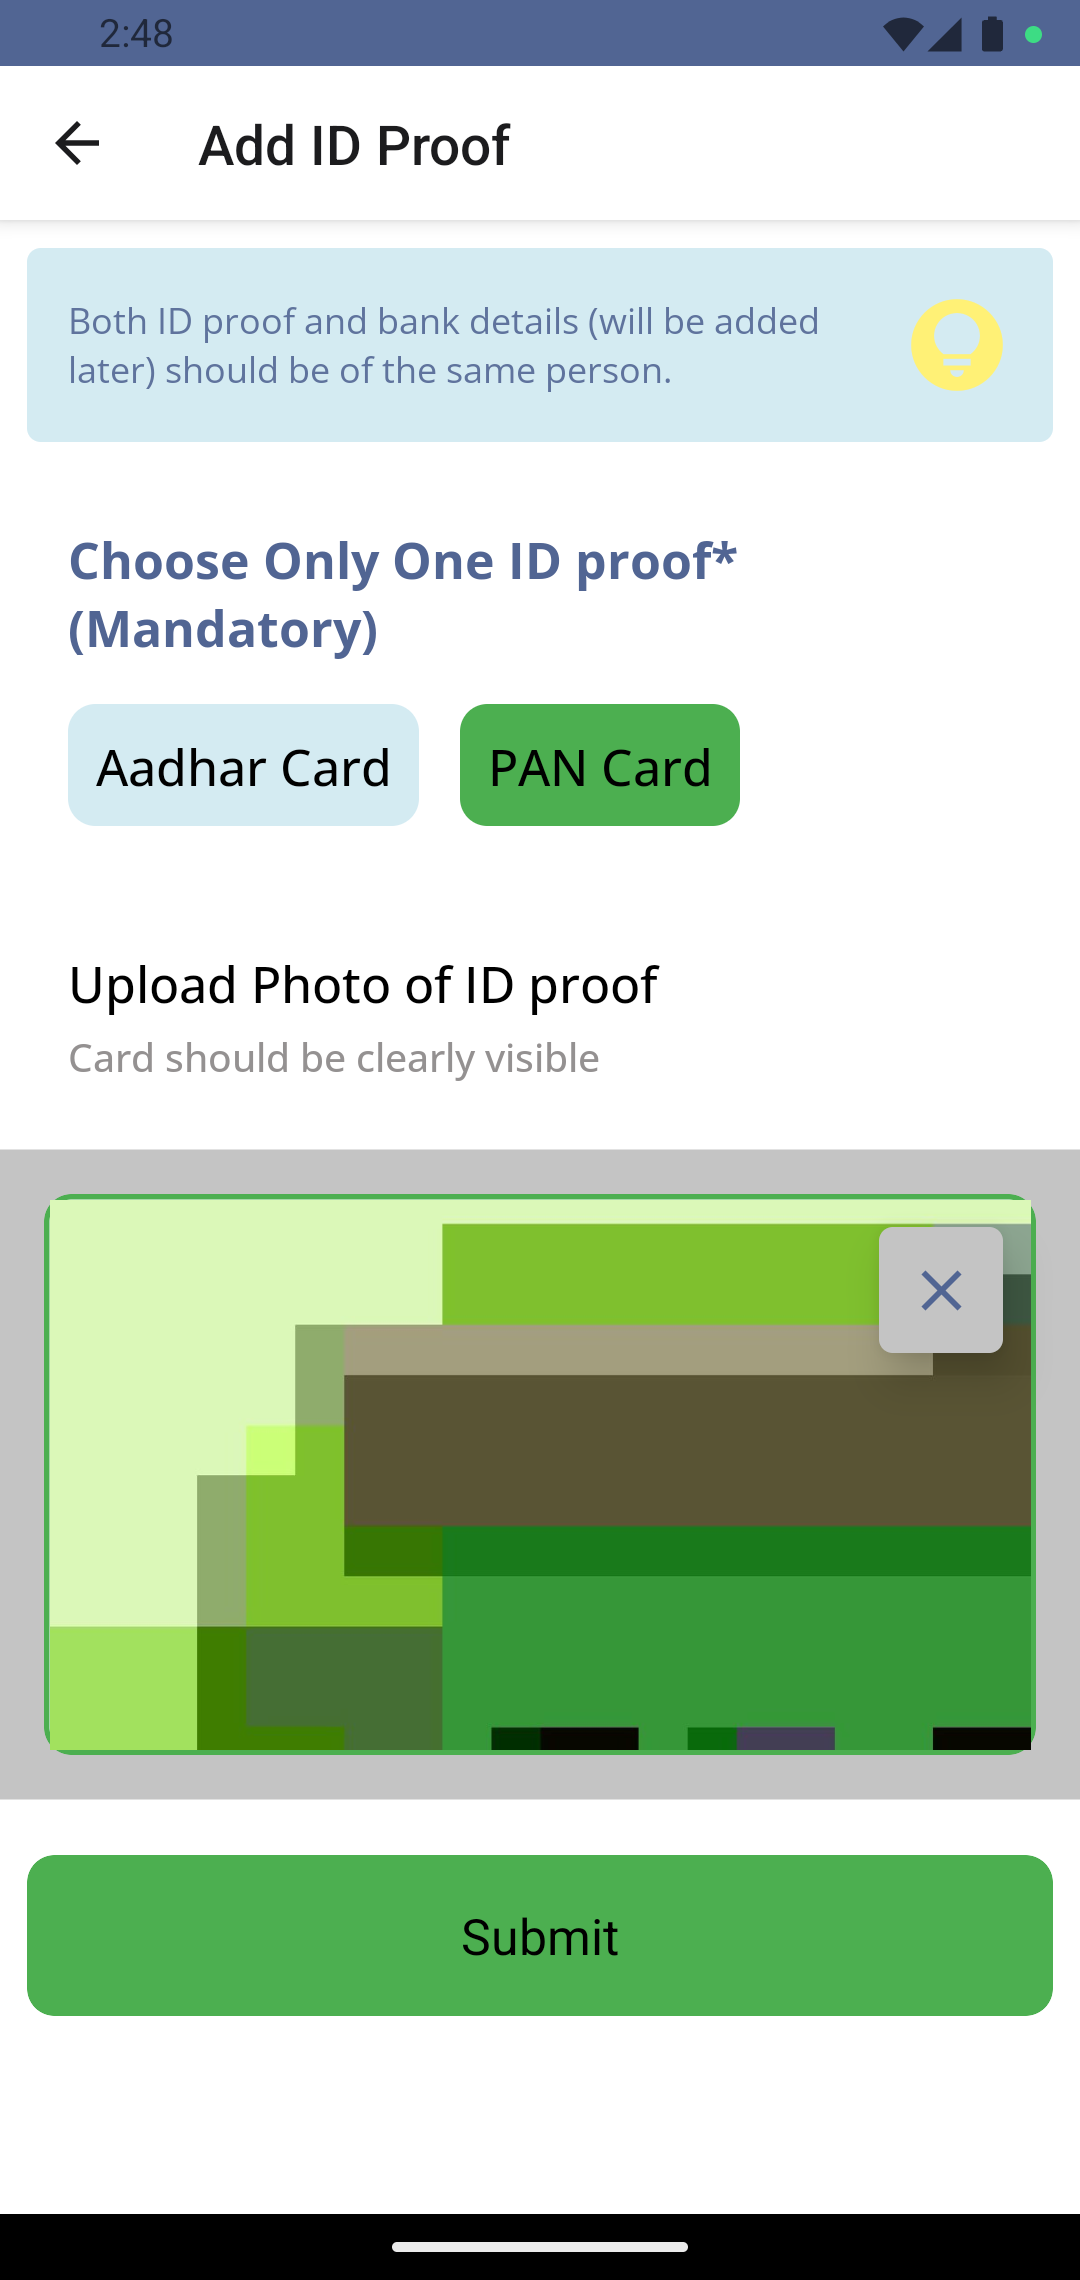 2:48
Add ID Proof
Both ID proof and bank details (will be added
later) should be of the same person.
Choose Only One ID proof*
(Mandatory)
Aadhar Card
PAN Card
Upload Photo of ID proof
Card should be clearly visible
Submit